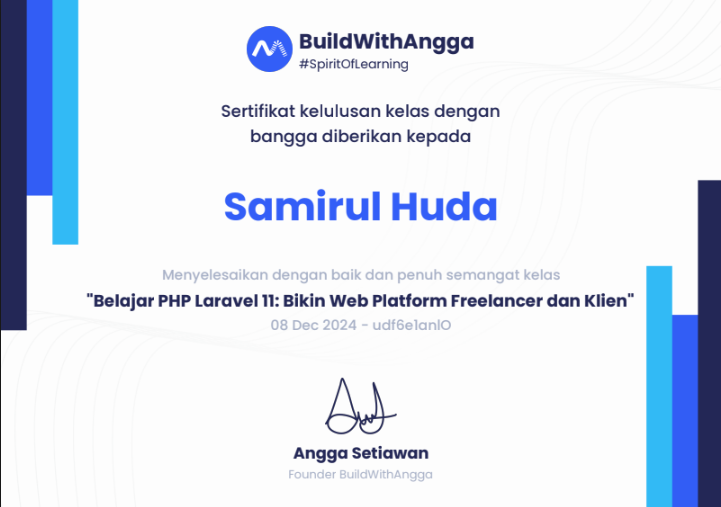 BuildWithAngga
#SpiritOfLearning
Sertifikat kelulusan kelas dengan
bangga diberikan kepada
Samirul Huda
Menyelesaikan dengan baik dan penuh semangat kelas
"Belajar PHP Laravel 11: Bikin Web Platform Freelancer dan Klien"
08 Dec 2024 - udf6e1anlO
Angga Setiawan
Founder BuildWithAngga